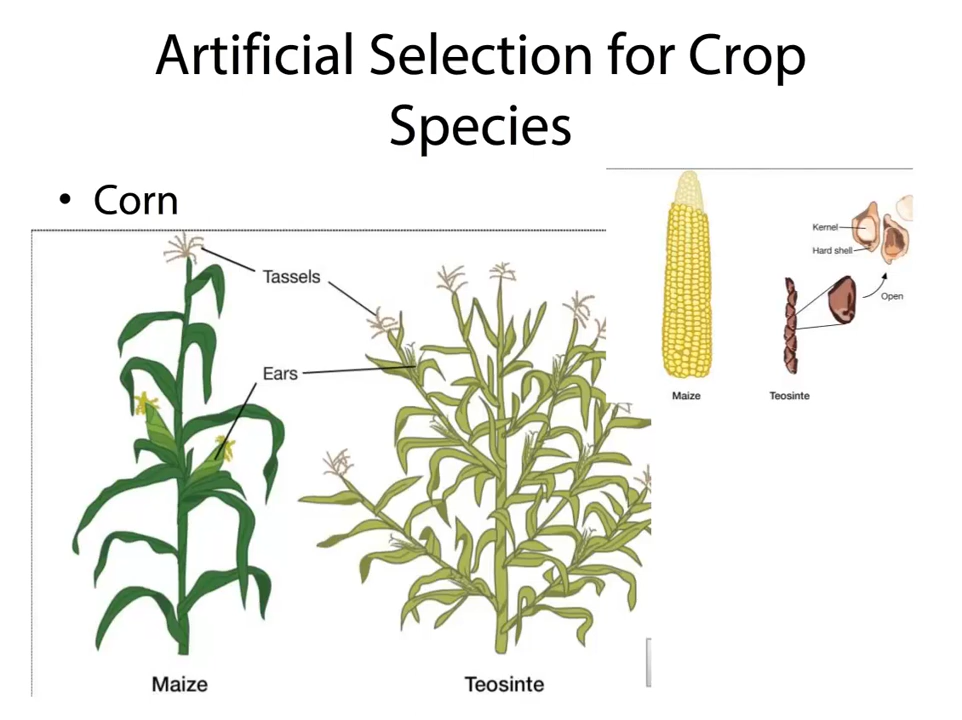 Artificial Selection for Crop
Species
• Corn
Tassels
Ears
Maize
Teosinte
Kernel
Hard shell
Open
Maize
Teosinte